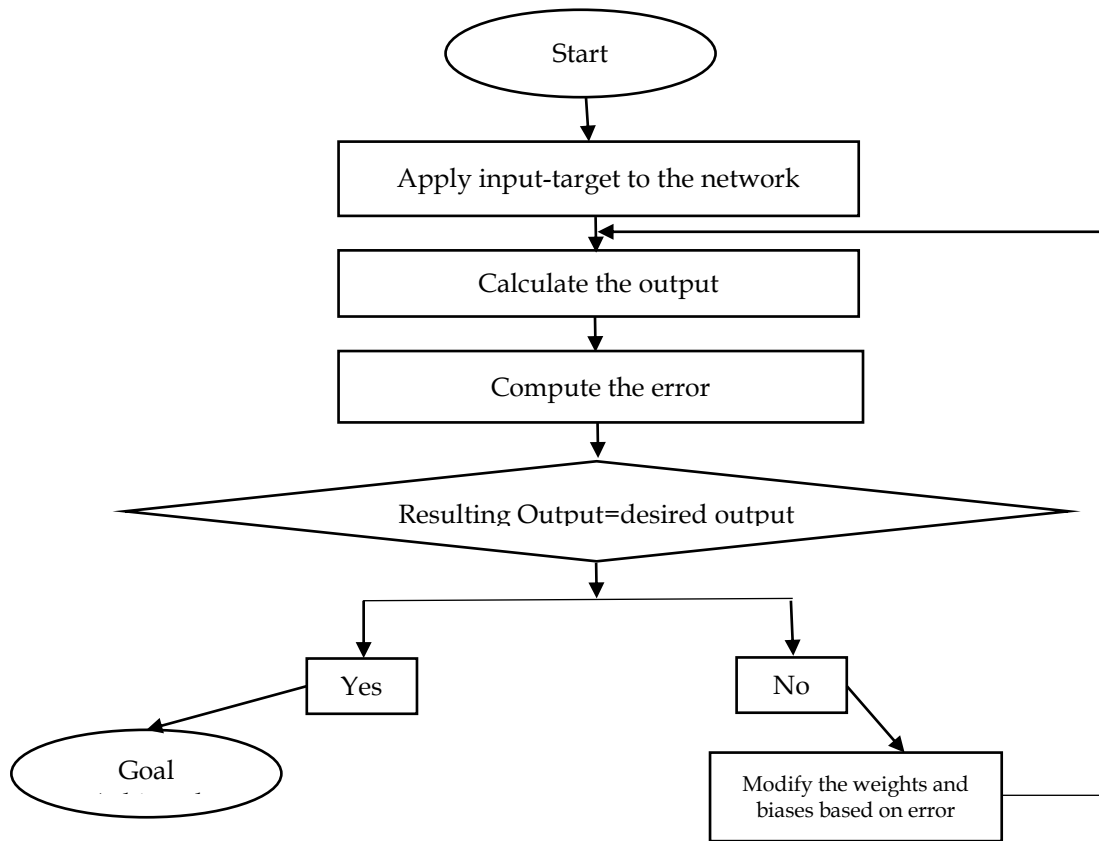 Start
Apply input-target to the network
Calculate the output
Compute the error
Resulting Output=desired output
Yes
No
Goal
Modify the weights and
biases based on error